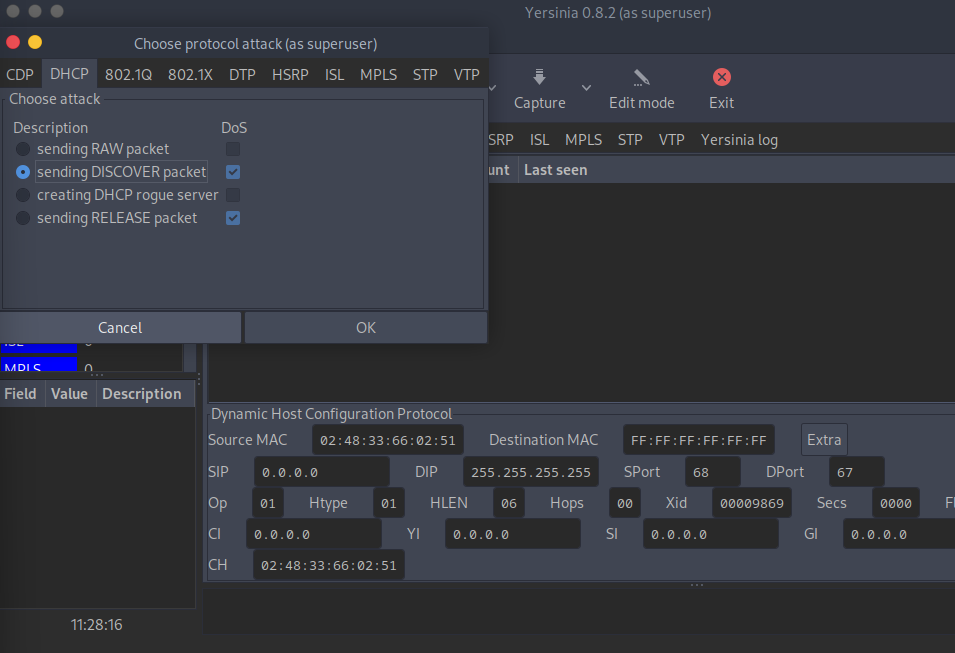 Yersinia 0.8.2 (as superuser)
Choose protocol attack (as superuser)
CDP DHCP 802.1Q 802.1X DTP HSRP ISL MPLS STP VTP
Choose attack
Description DoS
sending RAW packet
sending DISCOVER packet
creating DHCP rogue server
sending RELEASE packet
Cancel OK
Capture Edit mode Exit
SRP ISL MPLS STP VTP Yersinia log
unt Last seen
ISL 0
MPLS 0
Field Value Description
11:28:16
Dynamic Host Configuration Protocol
Source MAC 02:48:33:66:02:51 Destination MAC FF:FF:FF:FF:FF:FF Extra
SIP 0.0.0.0 DIP 255.255.255.255 SPort 68 DPort 67
Op 01 Htype 01 HLEN 06 Hops 00 Xid 00009869 Secs 0000 Fl
CI 0.0.0.0 YI 0.0.0.0 SI 0.0.0.0 GI 0.0.0.0
CH 02:48:33:66:02:51